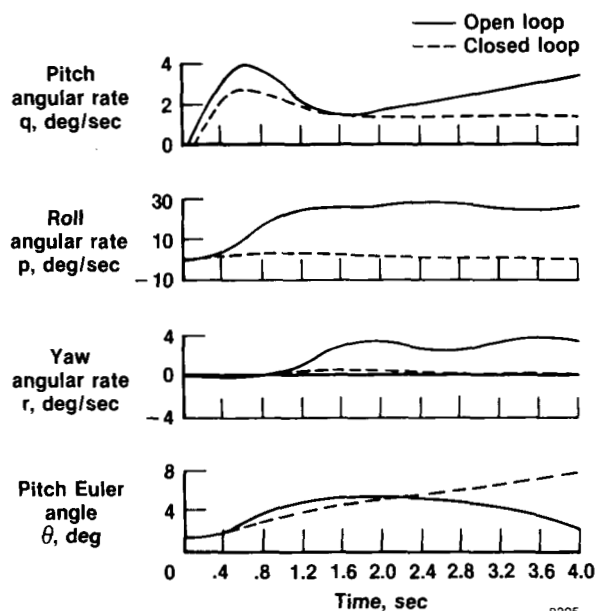 Open loop
Closed loop
Pitch
angular rate
q, deg/sec
4
2
0
Roll
angular rate
p, deg/sec
30
10
−10
Yaw
angular rate
r, deg/sec
4
0
−4
Pitch Euler
angle
θ, deg
8
4
0 .4 .8 1.2 1.6 2.0 2.4 2.8 3.2 3.6 4.0
Time, sec